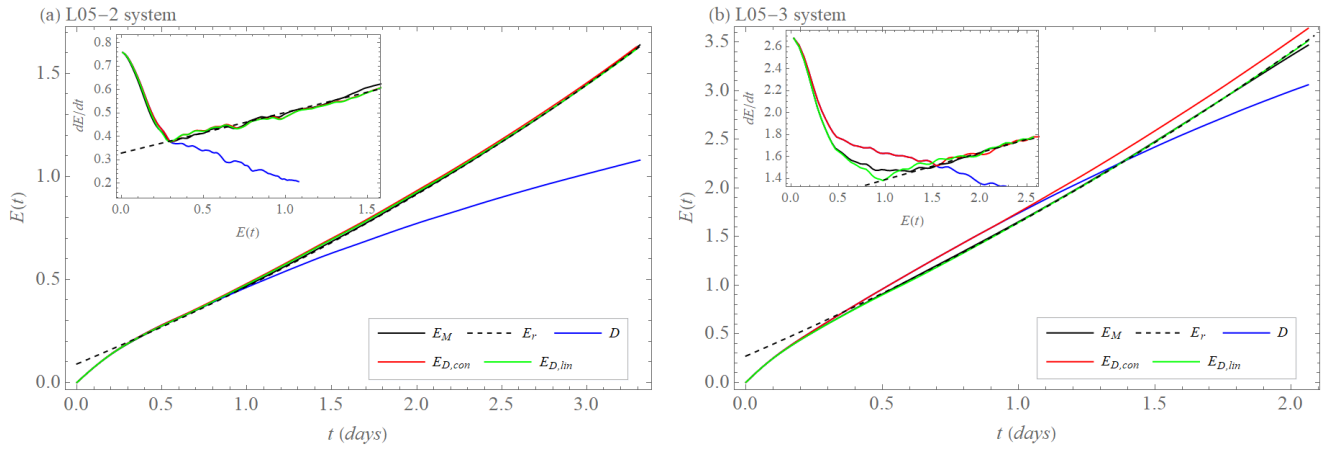 (a) L05-2 system
E(t)
1.5
1.0
0.5
0.0
0.0 0.5 1.0 1.5 2.0 2.5 3.0
t (days)
dE/dt
0.8
0.7
0.6
0.5
0.4
0.3
0.2
0.0 0.5 1.0 1.5
E(t)
E_M E_r D
E_D,con E_D,lin
(b) L05-3 system
E(t)
3.5
3.0
2.5
2.0
1.5
1.0
0.5
0.0
0.0 0.5 1.0 1.5 2.0
t (days)
dE/dt
2.6
2.4
2.2
2.0
1.8
1.6
1.4
0.0 0.5 1.0 1.5 2.0 2.5
E(t)
E_M E_r D
E_D,con E_D,lin